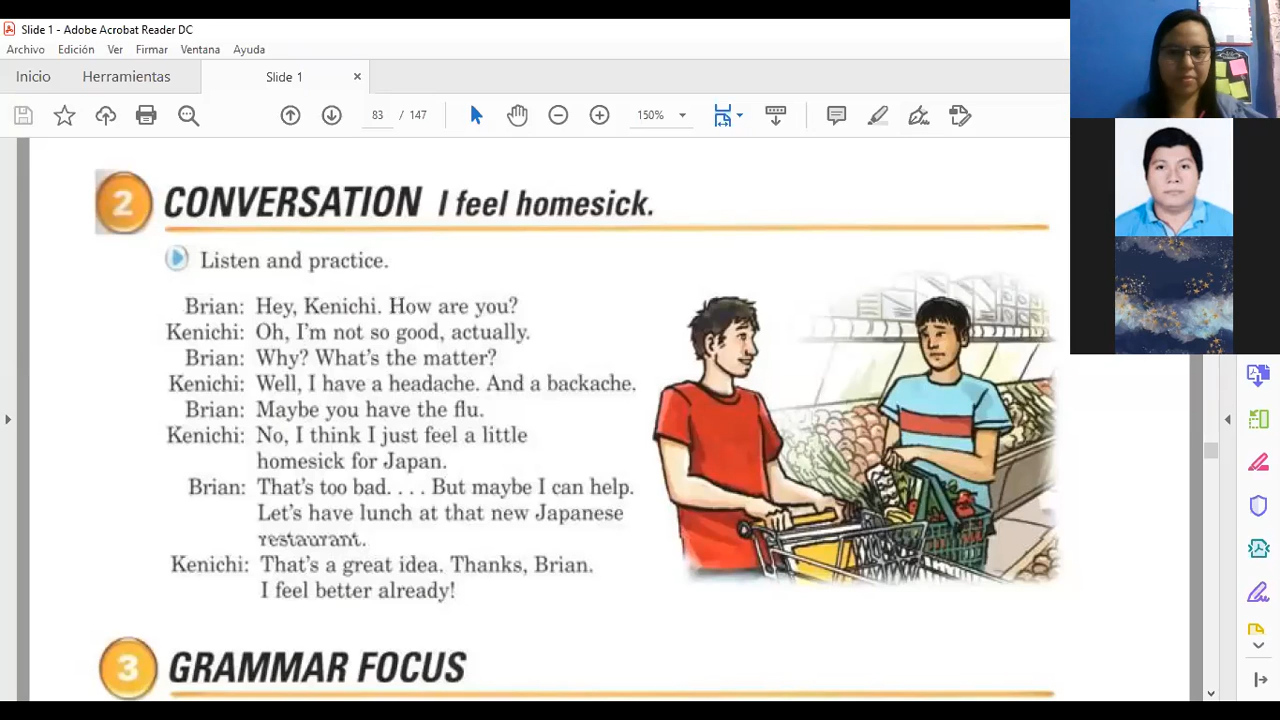 Slide 1 - Adobe Acrobat Reader DC
Archivo Edición Ver Firmar Ventana Ayuda
Inicio Herramientas Slide 1 ×
83 / 147 150%
2 CONVERSATION I feel homesick.
Listen and practice.
Brian: Hey, Kenichi. How are you?
Kenichi: Oh, I'm not so good, actually.
Brian: Why? What's the matter?
Kenichi: Well, I have a headache. And a backache.
Brian: Maybe you have the flu.
Kenichi: No, I think I just feel a little
homesick for Japan.
Brian: That's too bad. . . . But maybe I can help.
Let's have lunch at that new Japanese
restaurant.
Kenichi: That's a great idea. Thanks, Brian.
I feel better already!
3 GRAMMAR FOCUS